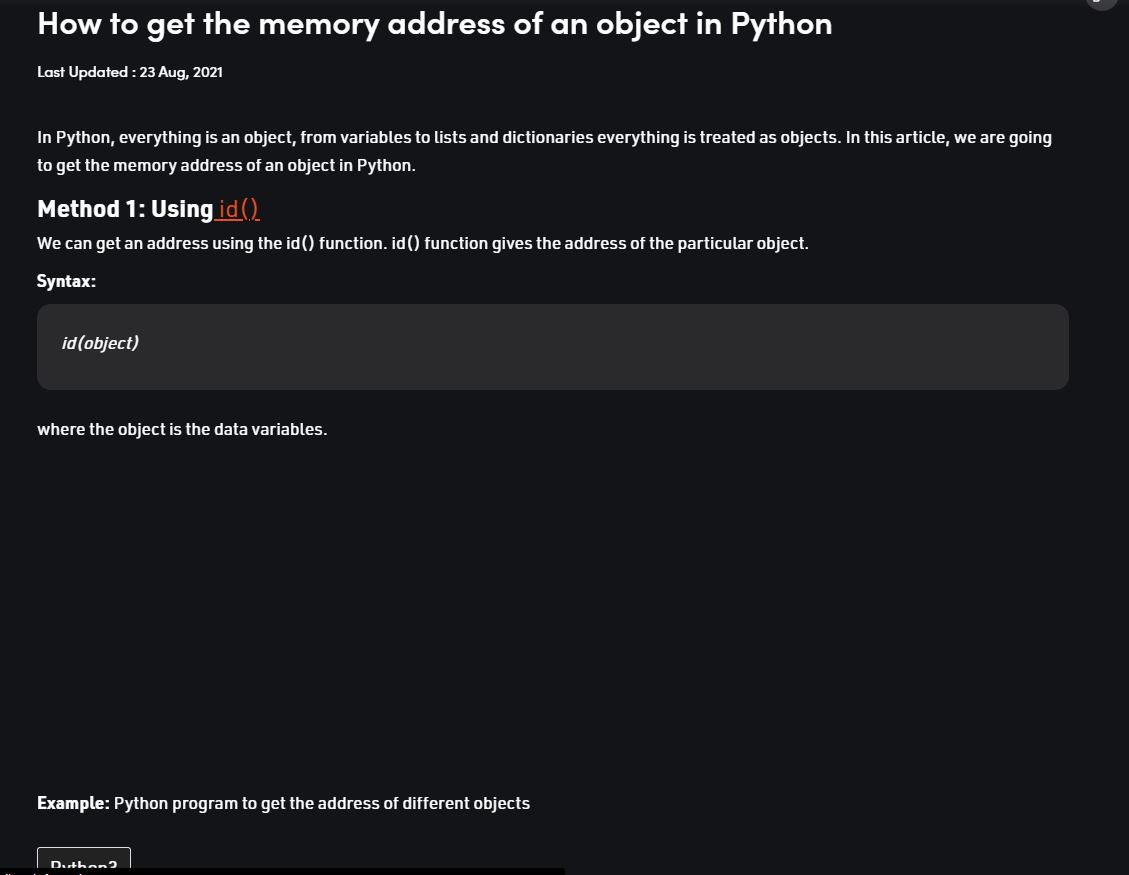 How to get the memory address of an object in Python
Last Updated : 23 Aug, 2021
In Python, everything is an object, from variables to lists and dictionaries everything is treated as objects. In this article, we are going
to get the memory address of an object in Python.
Method 1: Using id()
We can get an address using the id() function. id() function gives the address of the particular object.
Syntax:
id(object)
where the object is the data variables.
Example: Python program to get the address of different objects
Python3